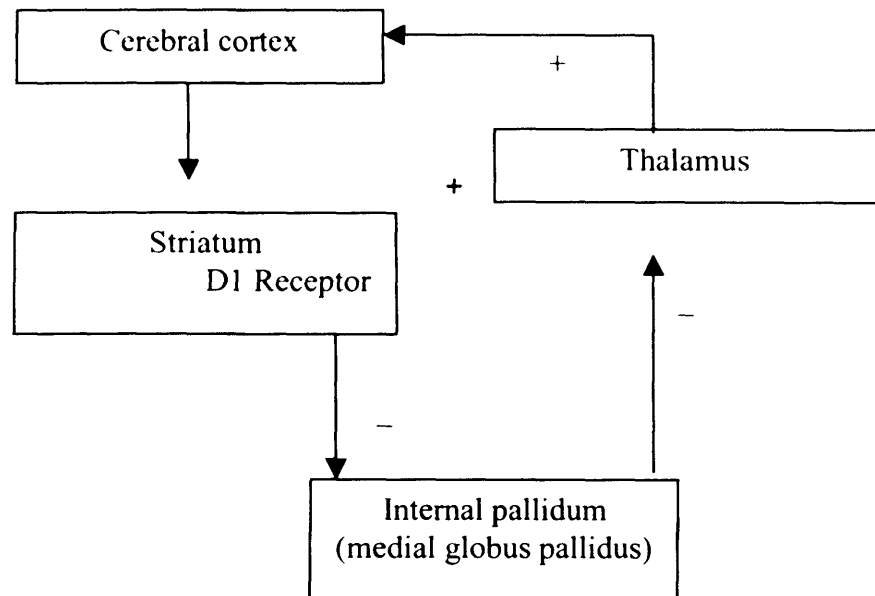 Cerebral cortex
+
Thalamus
+
Striatum
D1 Receptor
−
−
Internal pallidum
(medial globus pallidus)